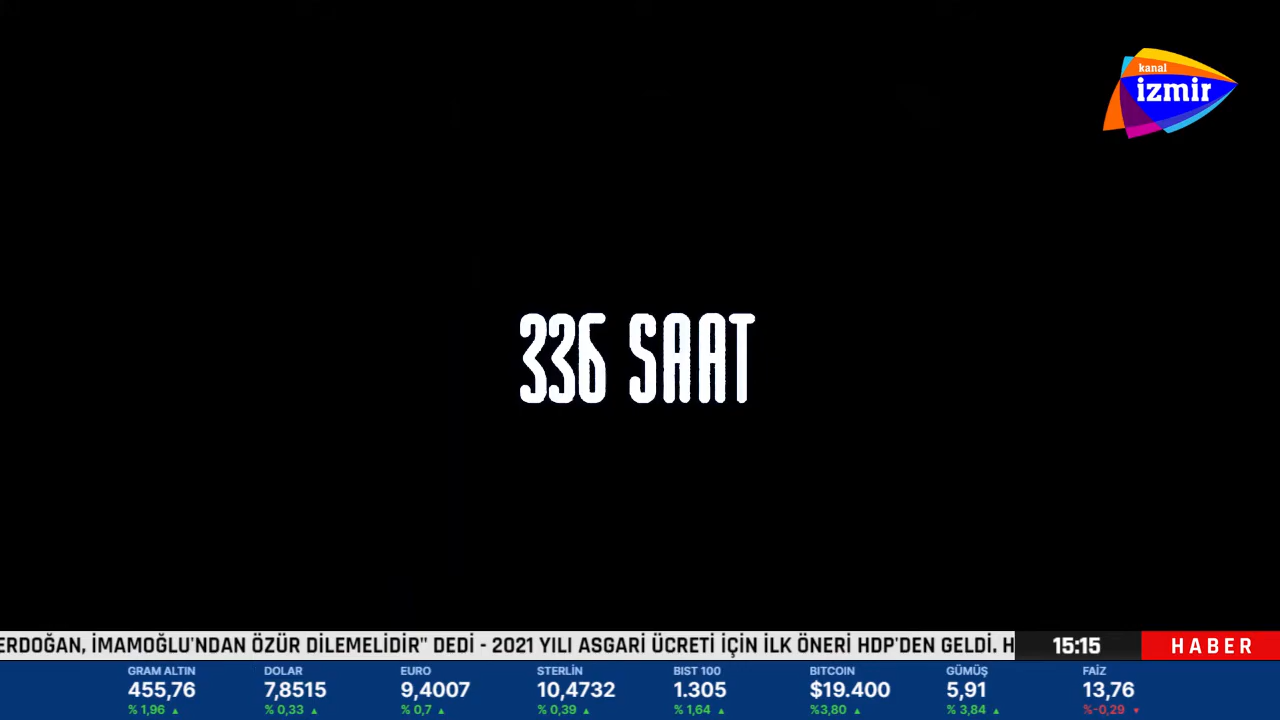 kanal
izmir
336 SAAT
ERDOĞAN, İMAMOĞLU'NDAN ÖZÜR DİLEMELİDİR" DEDİ - 2021 YILI ASGARİ ÜCRETİ İÇİN İLK ÖNERİ HDP'DEN GELDİ. H
15:15
HABER
GRAM ALTIN DOLAR EURO STERLİN BIST 100 BITCOIN GÜMÜŞ FAİZ
455,76 7,8515 9,4007 10,4732 1.305 $19.400 5,91 13,76
% 1,96 ▲ % 0,33 ▲ % 0,7 ▲ % 0,39 ▲ % 1,64 ▲ %3,80 ▲ % 3,84 ▲ %-0,29 ▼